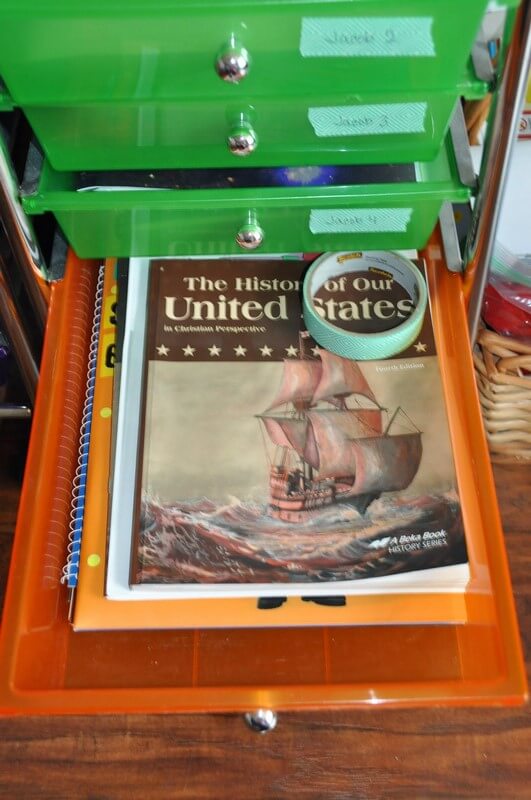 Jacob 2
Jacob 3
Jacob 4
The History of Our
United States
in Christian Perspective
Fourth Edition
Scotch
A Beka Book
HISTORY SERIES